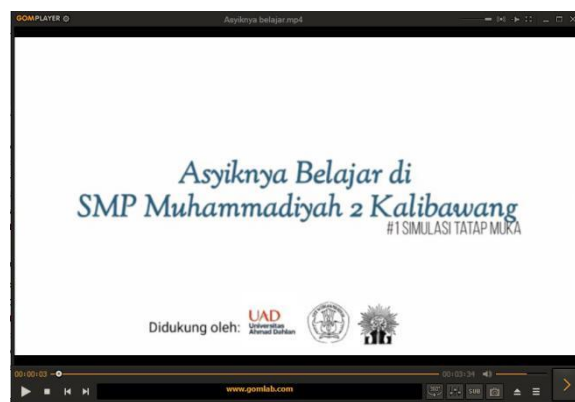 GOMPLAYER
Asyiknya belajar.mp4
Asyiknya Belajar di
SMP Muhammadiyah 2 Kalibawang
#1 SIMULASI TATAP MUKA
Didukung oleh:
UAD
Universitas
Ahmad Dahlan
00:00:03
00:03:34
www.gomlab.com
360°
SUB